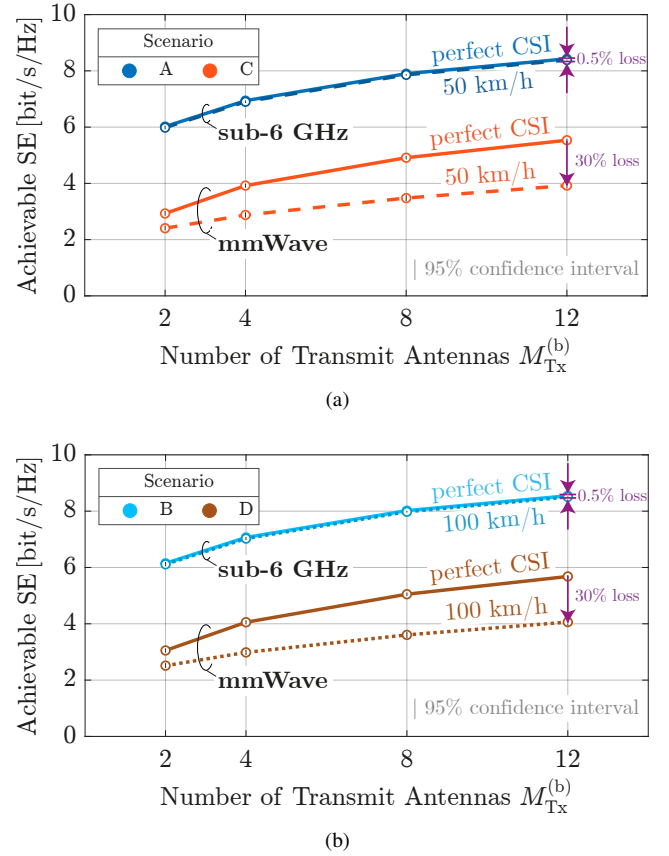 10
8
6
4
2
0
Achievable SE [bit/s/Hz]
Scenario
A C
perfect CSI
0.5% loss
50 km/h
sub-6 GHz
perfect CSI
30% loss
50 km/h
mmWave
| 95% confidence interval
2 4 8 12
Number of Transmit Antennas M_Tx^(b)
(a)
10
8
6
4
2
0
Achievable SE [bit/s/Hz]
Scenario
B D
perfect CSI
0.5% loss
100 km/h
sub-6 GHz
perfect CSI
30% loss
100 km/h
mmWave
| 95% confidence interval
2 4 8 12
Number of Transmit Antennas M_Tx^(b)
(b)